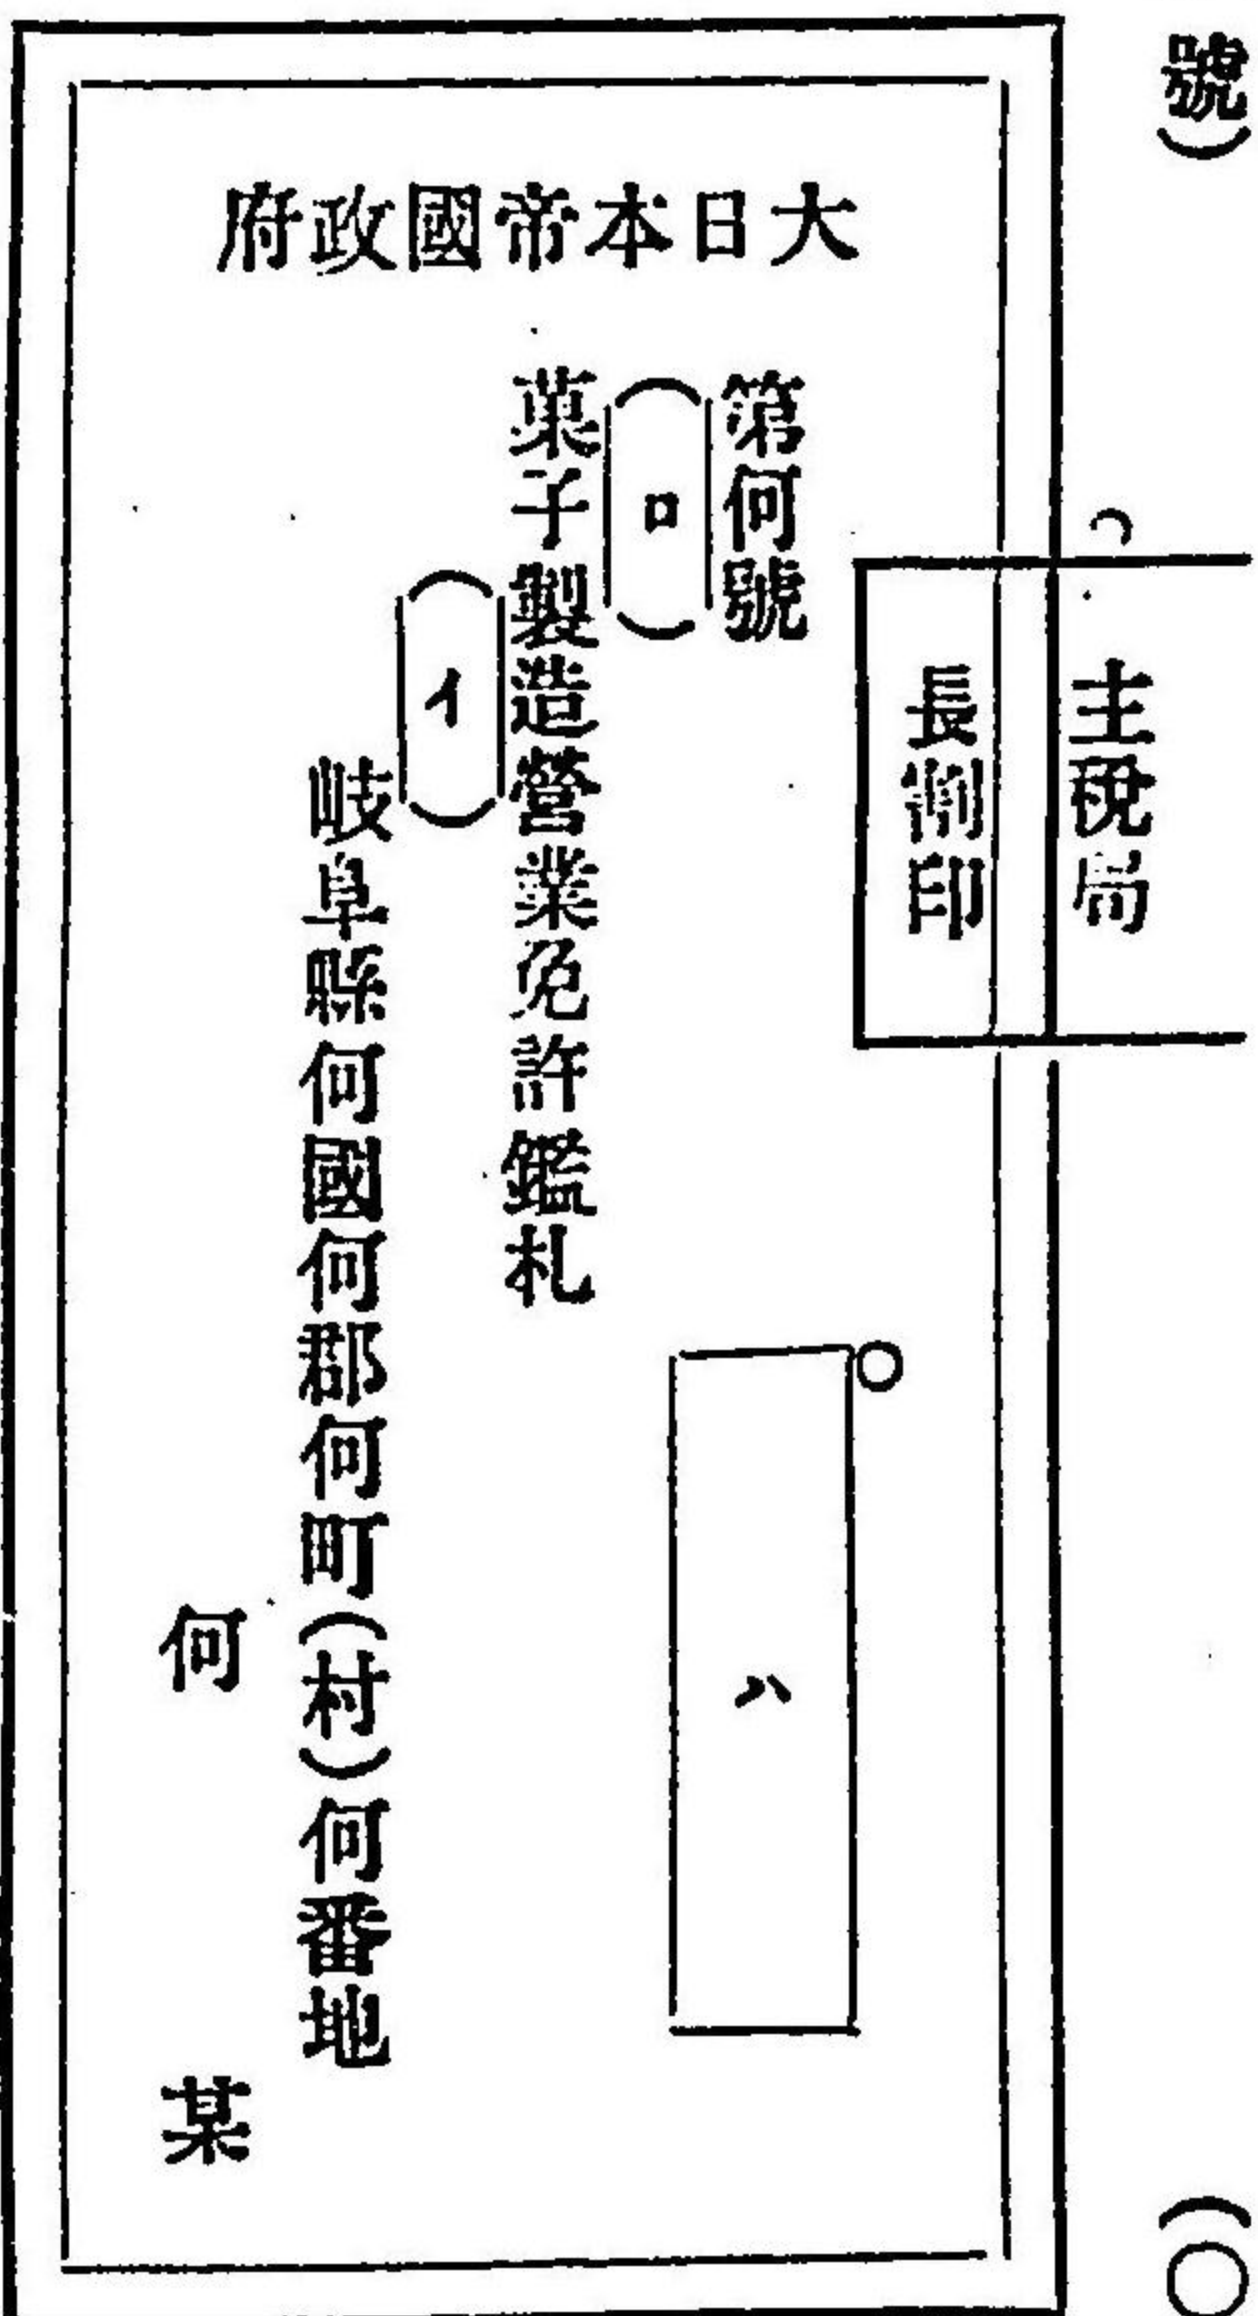 號)
(〇
主稅局
長割印
大日本帝國政府
第何號
(ロ)
菓子製造營業免許鑑札
(イ)
岐阜縣何國何郡何町(村)何番地
何 某
〇
ハ